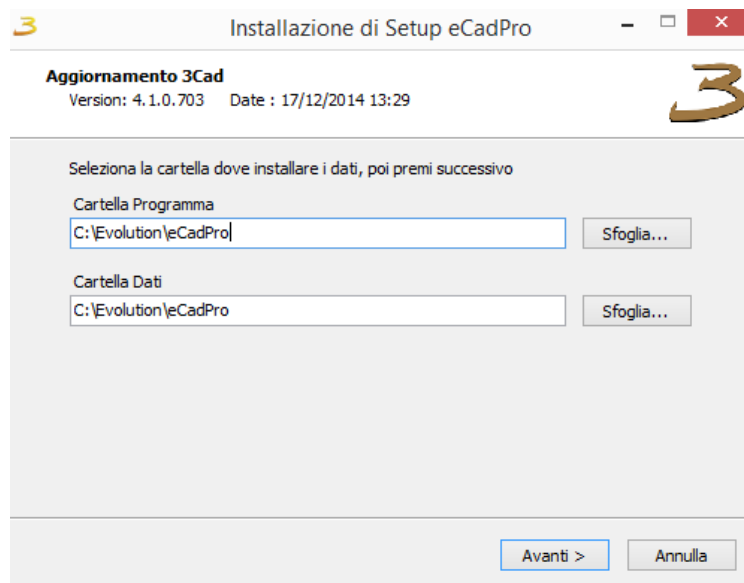 Installazione di Setup eCadPro
Aggiornamento 3Cad
Version: 4.1.0.703 Date : 17/12/2014 13:29
Seleziona la cartella dove installare i dati, poi premi successivo
Cartella Programma
C:\Evolution\eCadPro
Sfoglia...
Cartella Dati
C:\Evolution\eCadPro
Sfoglia...
Avanti >
Annulla